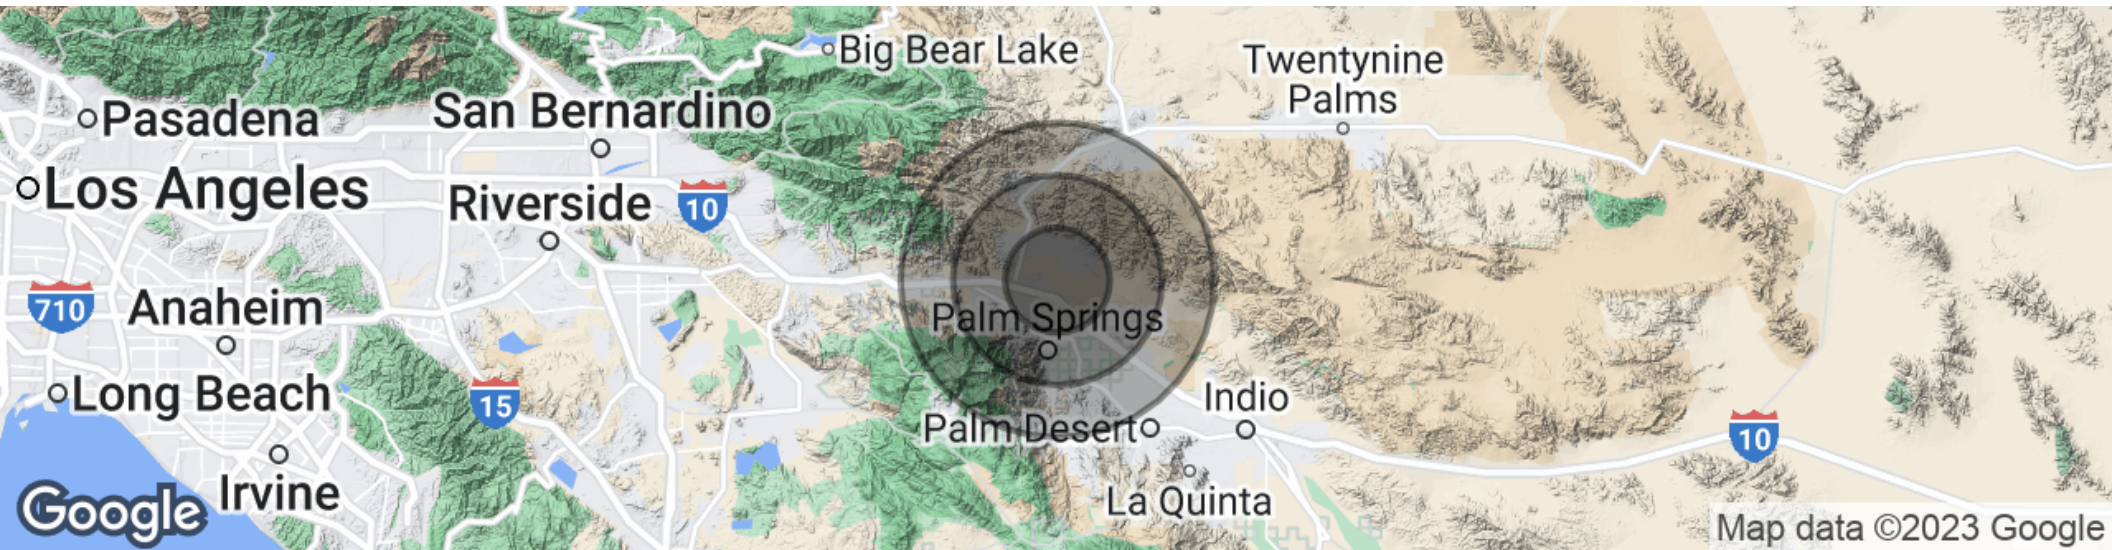 Big Bear Lake
Twentynine
Palms
Pasadena
San Bernardino
Los Angeles
Riverside
10
710
Anaheim
Palm Springs
Long Beach
15
Indio
Palm Desert
10
Irvine
La Quinta
Google
Map data ©2023 Google